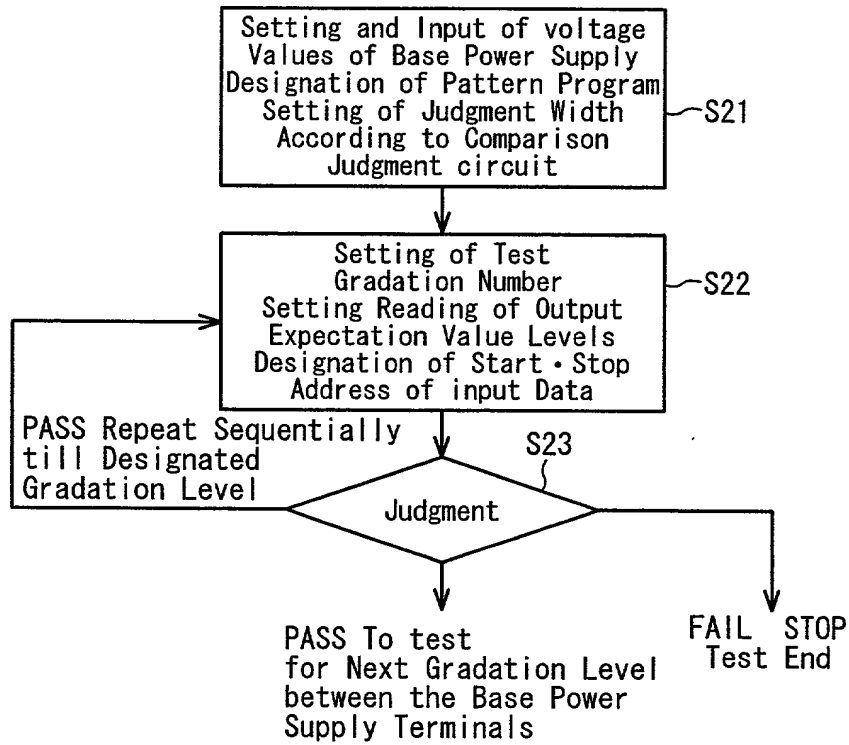 Setting and Input of voltage
Values of Base Power Supply
Designation of Pattern Program
Setting of Judgment Width
According to Comparison
Judgment circuit
S21
Setting of Test
Gradation Number
Setting Reading of Output
Expectation Value Levels
Designation of Start・Stop
Address of input Data
S22
PASS Repeat Sequentially
till Designated
Gradation Level
S23
Judgment
PASS To test
for Next Gradation Level
between the Base Power
Supply Terminals
FAIL STOP
Test End